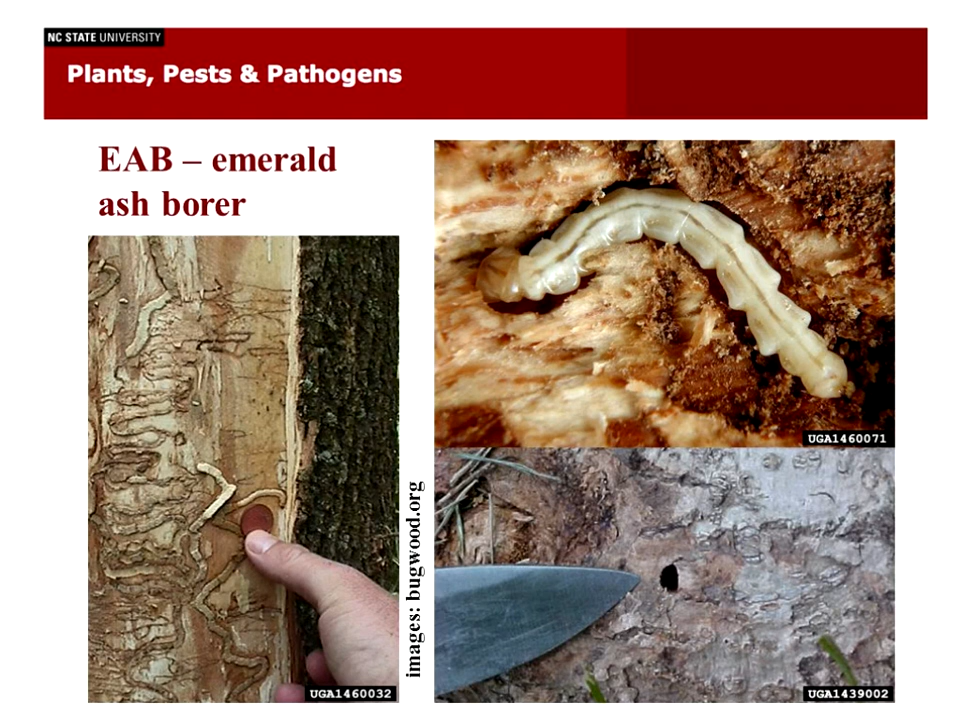 NC STATE UNIVERSITY
Plants, Pests & Pathogens
EAB – emerald
ash borer
images: bugwood.org
UGA1460032
UGA1460071
UGA1439002